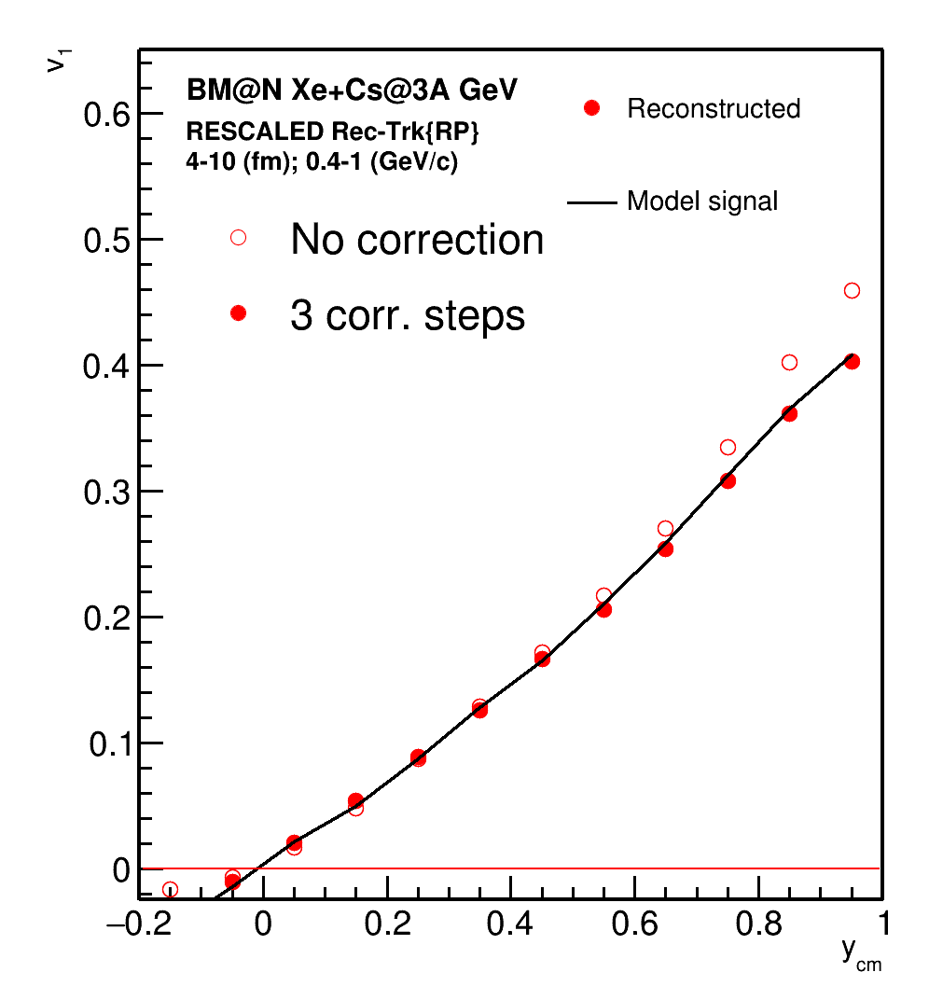 v1
BM@N Xe+Cs@3A GeV
RESCALED Rec-Trk{RP}
4-10 (fm); 0.4-1 (GeV/c)
Reconstructed
Model signal
No correction
3 corr. steps
0.6
0.5
0.4
0.3
0.2
0.1
0
−0.2 0 0.2 0.4 0.6 0.8 1
ycm